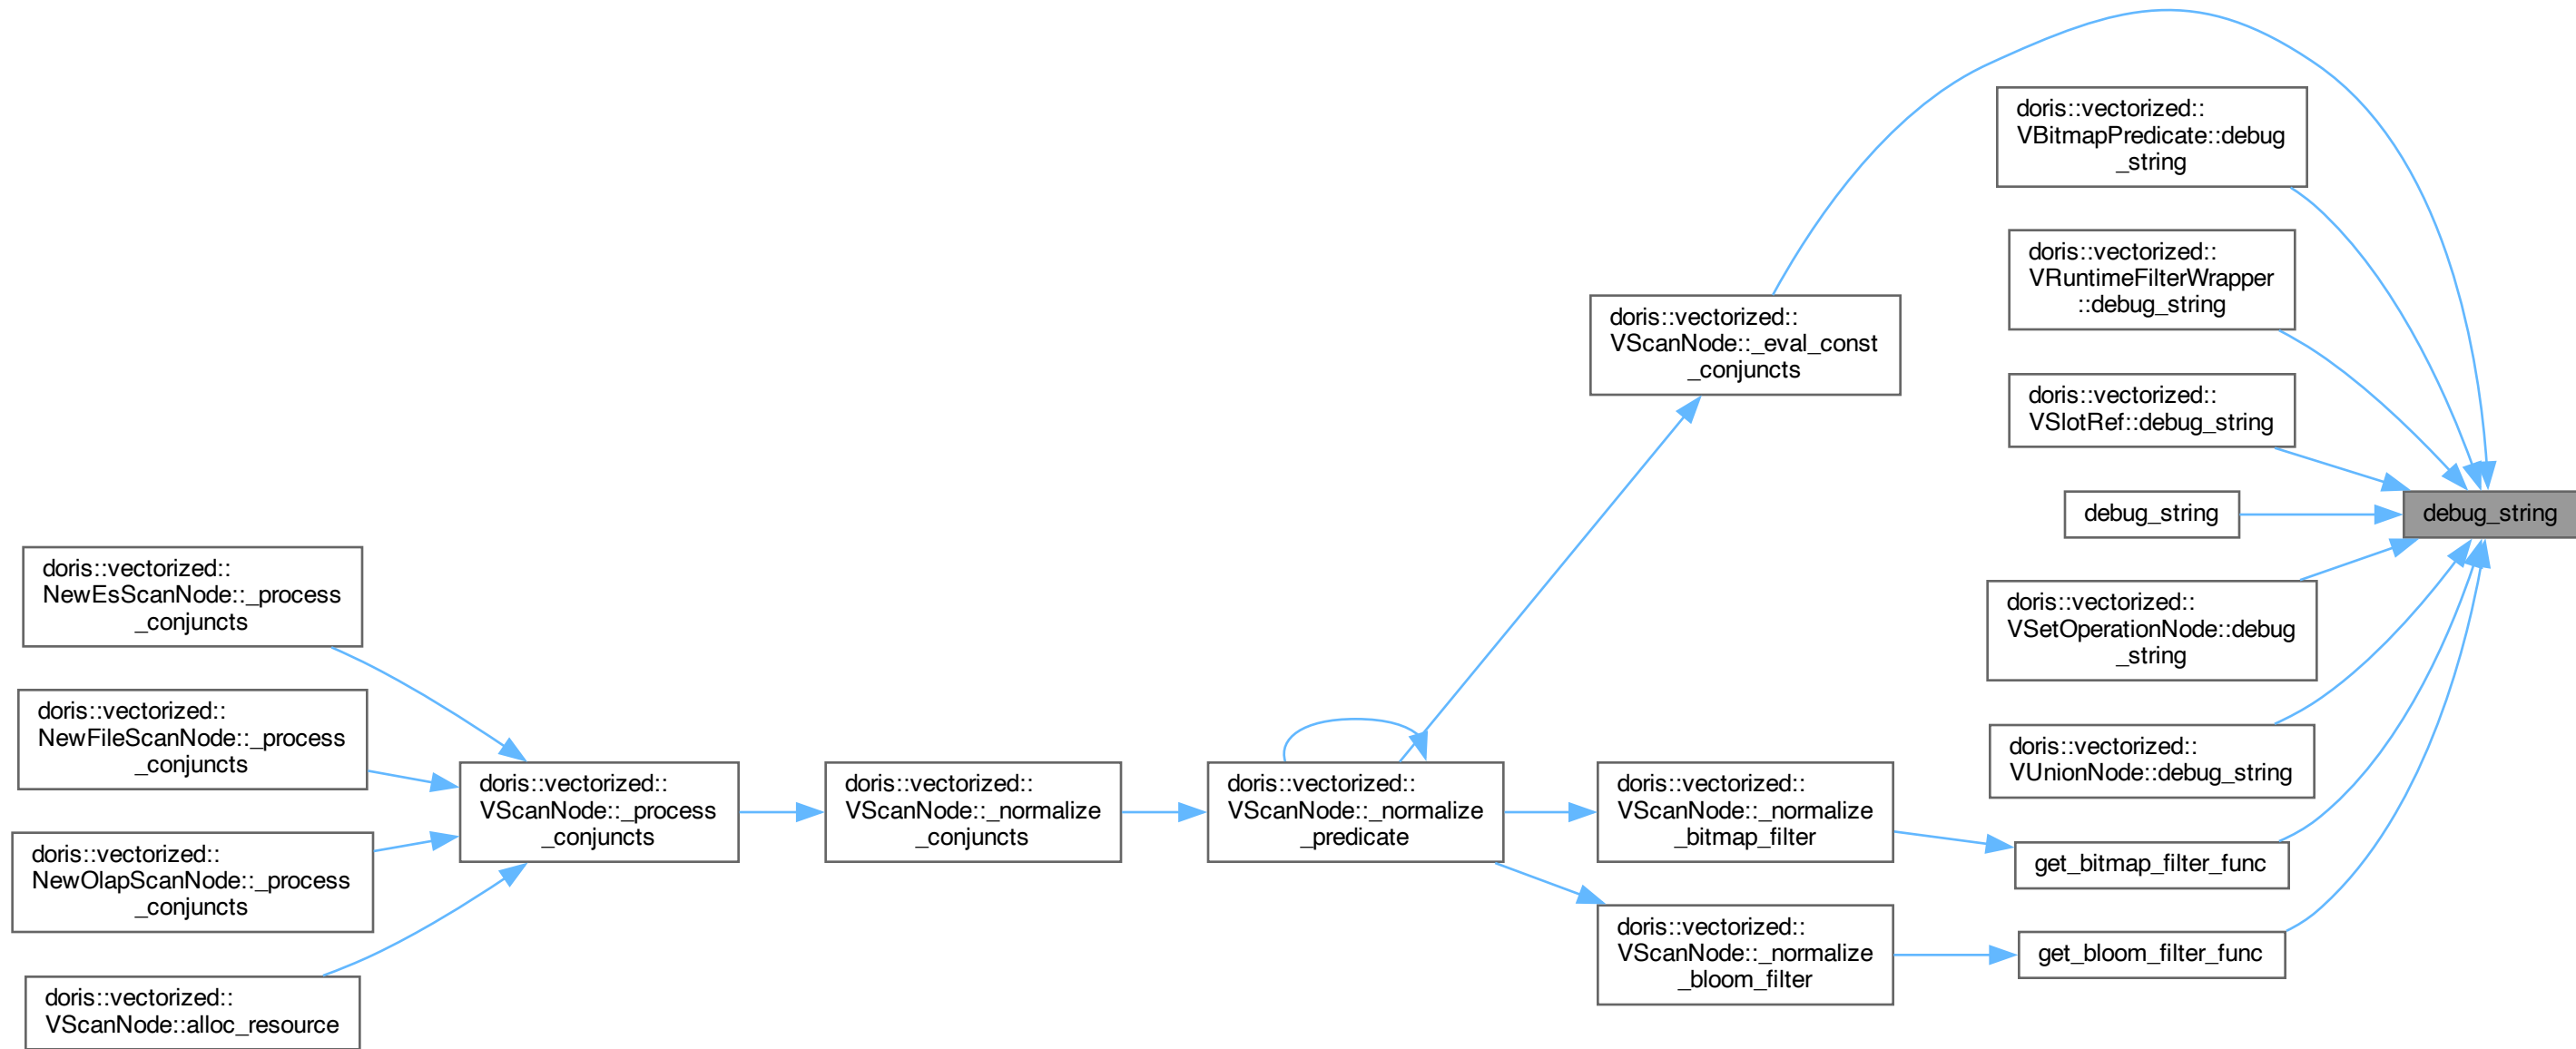 doris::vectorized::
VBitmapPredicate::debug
_string
doris::vectorized::
VRuntimeFilterWrapper
::debug_string
doris::vectorized::
VScanNode::_eval_const
_conjuncts
doris::vectorized::
VSlotRef::debug_string
debug_string
debug_string
doris::vectorized::
NewEsScanNode::_process
_conjuncts
doris::vectorized::
VSetOperationNode::debug
_string
doris::vectorized::
NewFileScanNode::_process
_conjuncts
doris::vectorized::
VUnionNode::debug_string
doris::vectorized::
VScanNode::_process
_conjuncts
doris::vectorized::
VScanNode::_normalize
_conjuncts
doris::vectorized::
VScanNode::_normalize
_predicate
doris::vectorized::
VScanNode::_normalize
_bitmap_filter
get_bitmap_filter_func
doris::vectorized::
NewOlapScanNode::_process
_conjuncts
doris::vectorized::
VScanNode::_normalize
_bloom_filter
get_bloom_filter_func
doris::vectorized::
VScanNode::alloc_resource